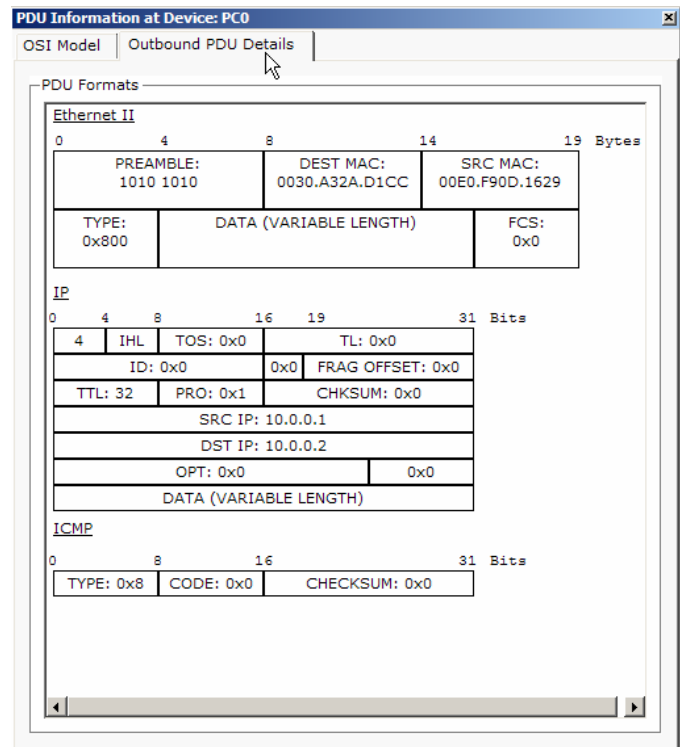 PDU Information at Device: PC0
OSI Model Outbound PDU Details
PDU Formats
Ethernet II
0 4 8 14 19 Bytes
PREAMBLE: DEST MAC: SRC MAC:
1010 1010 0030.A32A.D1CC 00E0.F90D.1629
TYPE: DATA (VARIABLE LENGTH) FCS:
0x800 0x0
IP
0 4 8 16 19 31 Bits
4 IHL TOS: 0x0 TL: 0x0
ID: 0x0 0x0 FRAG OFFSET: 0x0
TTL: 32 PRO: 0x1 CHKSUM: 0x0
SRC IP: 10.0.0.1
DST IP: 10.0.0.2
OPT: 0x0 0x0
DATA (VARIABLE LENGTH)
ICMP
0 8 16 31 Bits
TYPE: 0x8 CODE: 0x0 CHECKSUM: 0x0